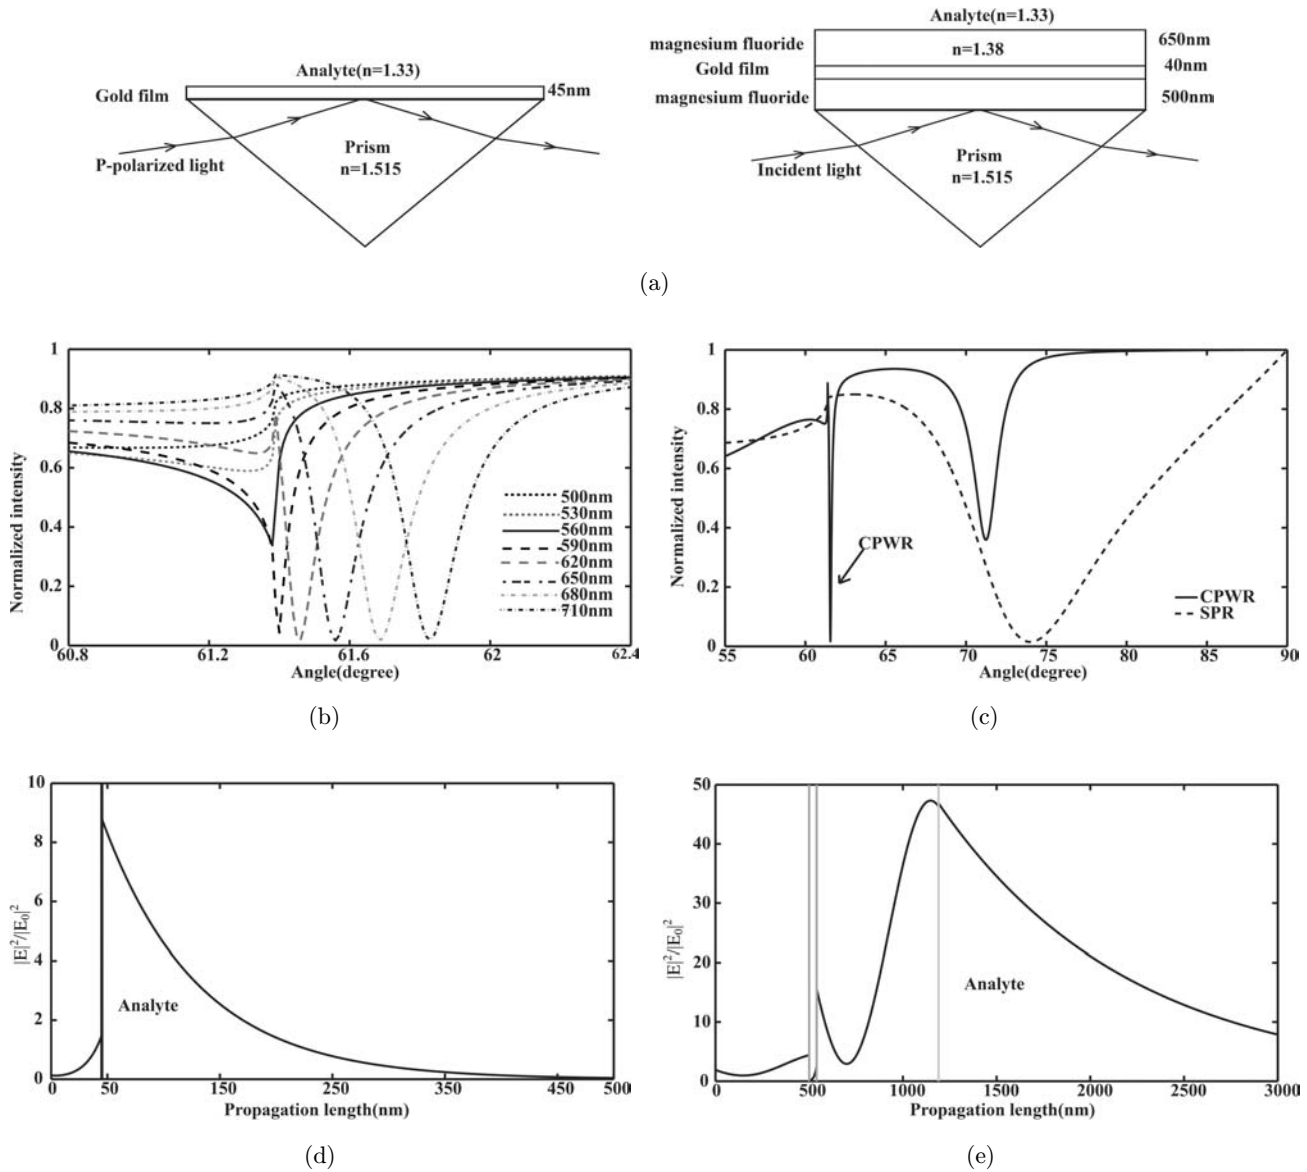 Analyte(n=1.33)
Gold film
45nm
P-polarized light
Prism
n=1.515
Analyte(n=1.33)
magnesium fluoride
n=1.38
650nm
Gold film
40nm
magnesium fluoride
500nm
Incident light
Prism
n=1.515
(a)
1
0.8
0.6
0.4
0.2
0
60.8
61.2
61.6
62
62.4
Normalized intensity
Angle(degree)
500nm
530nm
560nm
590nm
620nm
650nm
680nm
710nm
(b)
1
0.8
0.6
0.4
0.2
0
55
60
65
70
75
80
85
90
Normalized intensity
Angle(degree)
CPWR
CPWR
SPR
(c)
10
8
6
4
2
0
0
50
150
250
350
450
500
|E|²/|E₀|²
Analyte
Propagation length(nm)
(d)
50
40
30
20
10
0
0
500
1000
1500
2000
2500
3000
|E|²/|E₀|²
Analyte
Propagation length(nm)
(e)